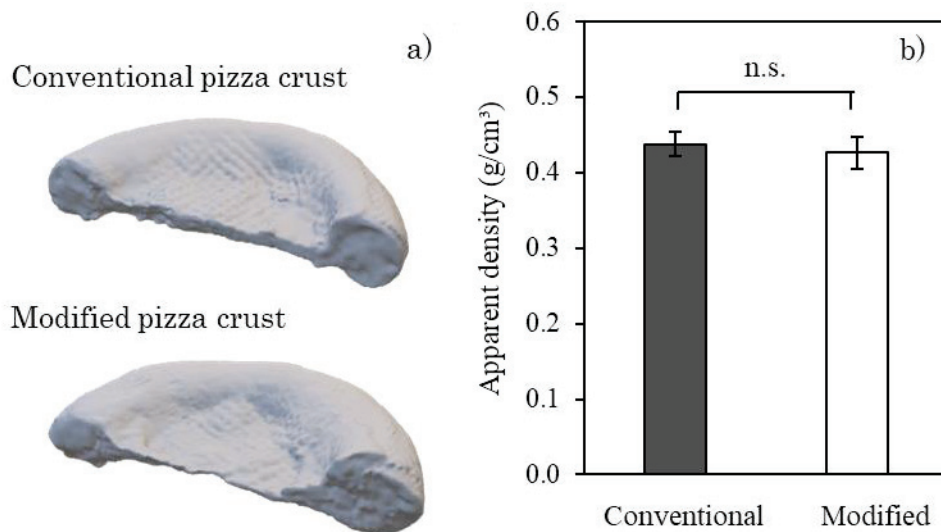 a)
Conventional pizza crust
Modified pizza crust
b)
n.s.
Apparent density (g/cm³)
0.6
0.5
0.4
0.3
0.2
0.1
0.0
Conventional
Modified